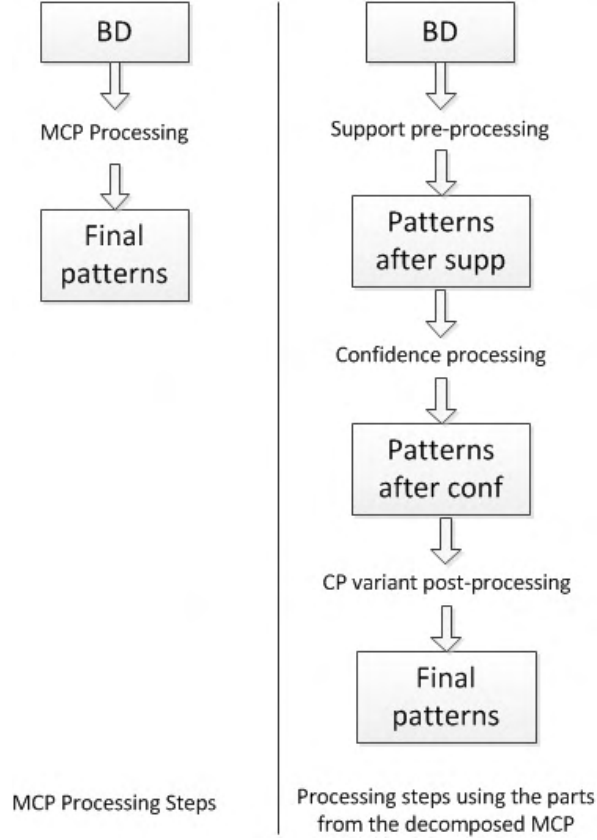 BD
MCP Processing
Final
patterns
MCP Processing Steps
BD
Support pre-processing
Patterns
after supp
Confidence processing
Patterns
after conf
CP variant post-processing
Final
patterns
Processing steps using the parts
from the decomposed MCP